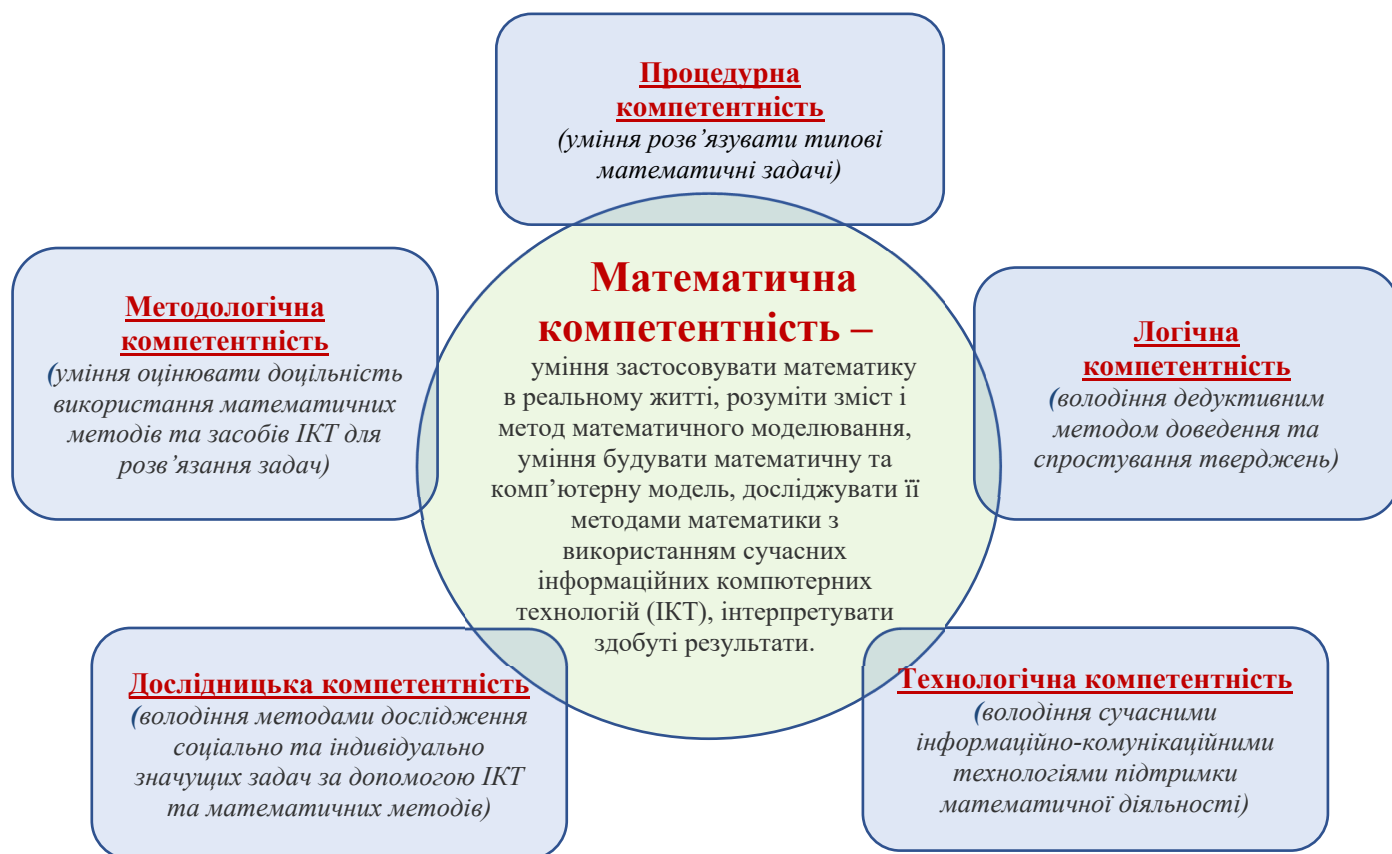 Процедурна
компетентність
(уміння розв’язувати типові
математичні задачі)
Математична
компетентність –
уміння застосовувати математику
в реальному житті, розуміти зміст і
метод математичного моделювання,
уміння будувати математичну та
комп’ютерну модель, досліджувати її
методами математики з
використанням сучасних
інформаційних компютерних
технологій (ІКТ), інтерпретувати
здобуті результати.
Методологічна
компетентність
(уміння оцінювати доцільність
використання математичних
методів та засобів ІКТ для
розв’язання задач)
Логічна
компетентність
(володіння дедуктивним
методом доведення та
спростування тверджень)
Дослідницька компетентність
(володіння методами дослідження
соціально та індивідуально
значущих задач за допомогою ІКТ
та математичних методів)
Технологічна компетентність
(володіння сучасними
інформаційно-комунікаційними
технологіями підтримки
математичної діяльності)